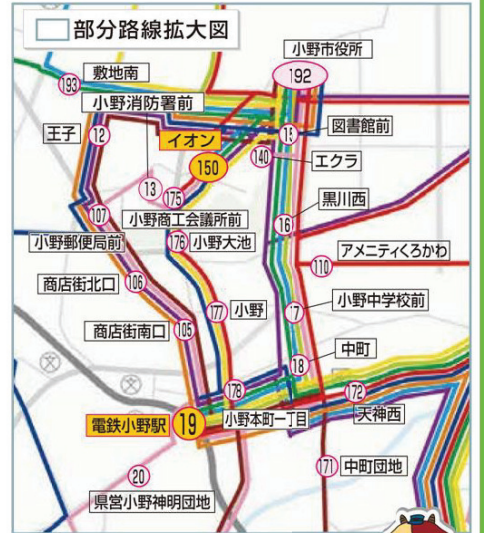 部分路線拡大図
小野市役所
192
敷地南
193
小野消防署前
王子
12
イオン
150
15
図書館前
140
エクラ
13
175
小野商工会議所前
黒川西
16
107
小野郵便局前
176
小野大池
アメニティくろかわ
110
商店街北口
106
177
小野
17
小野中学校前
商店街南口
105
18
中町
178
172
電鉄小野駅
19
小野本町一丁目
天神西
20
県営小野神明団地
171
中町団地